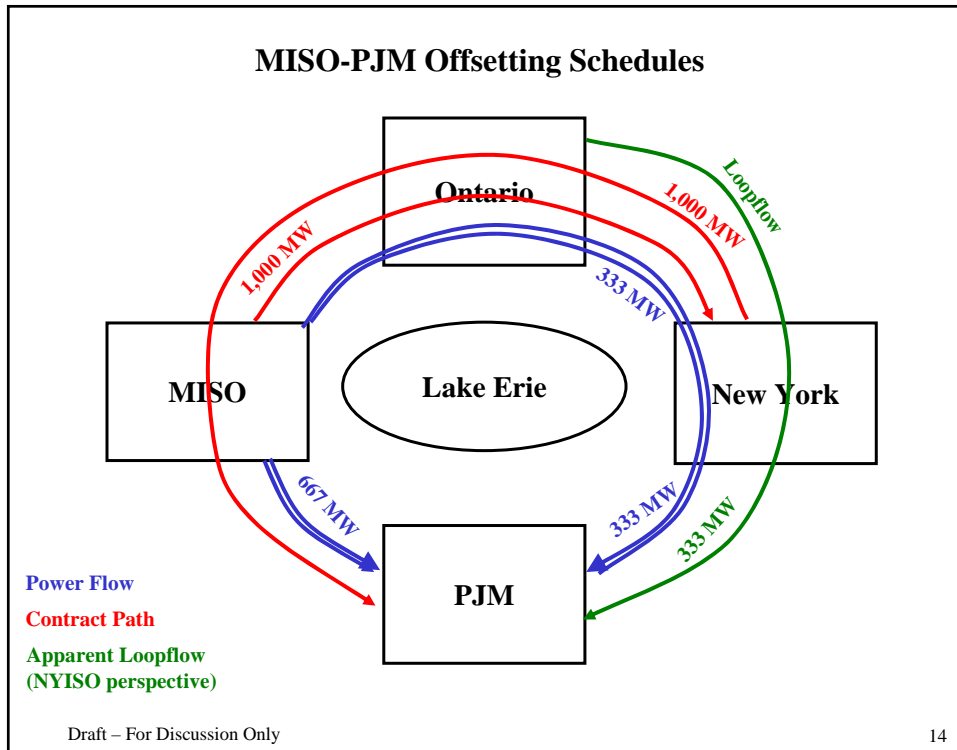 MISO-PJM Offsetting Schedules
Ontario
Loopflow
1,000 MW
1,000 MW
333 MW
MISO
Lake Erie
New York
667 MW
333 MW
333 MW
PJM
Power Flow
Contract Path
Apparent Loopflow
(NYISO perspective)
Draft – For Discussion Only
14